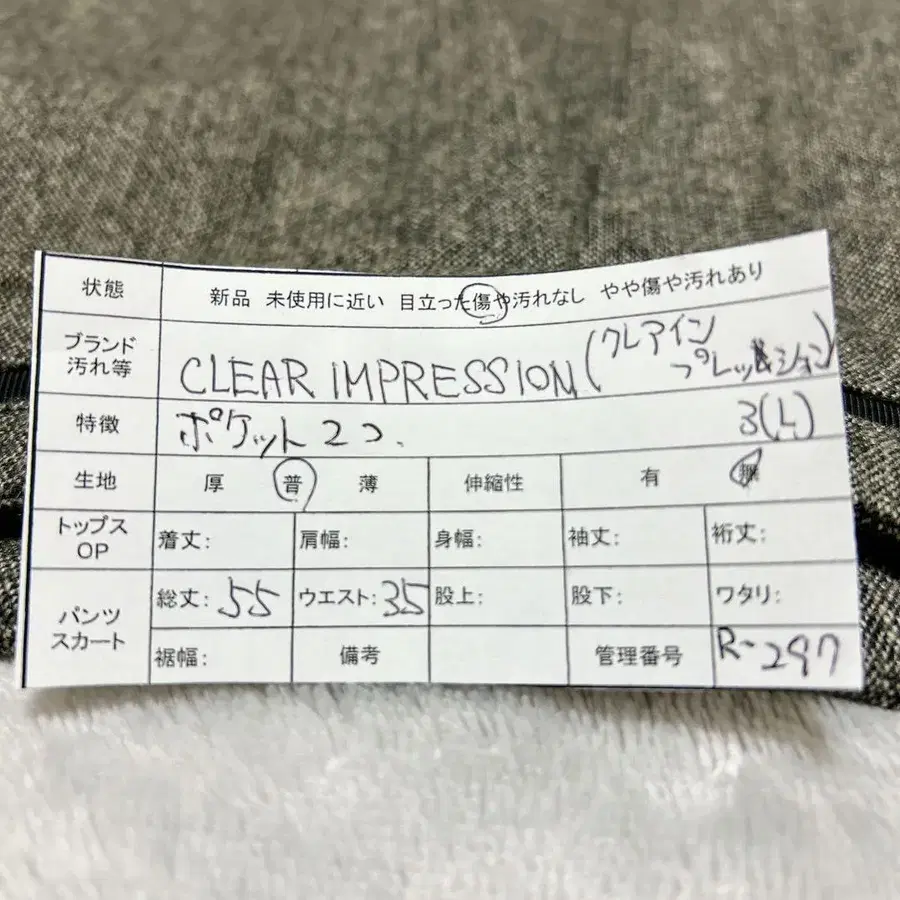 状態 新品 未使用に近い 目立った傷や汚れなし やや傷や汚れあり
ブランド
汚れ等 CLEAR IMPRESSION (クレアイン
プレッション)
特徴 ポケット2つ. 3(L)
生地 厚 普 薄 伸縮性 有 無
トップス
OP 着丈: 肩幅: 身幅: 袖丈: 裄丈:
パンツ
スカート 総丈: 55 ウエスト: 35 股上: 股下: ワタリ:
裾幅: 備考 管理番号 R-297